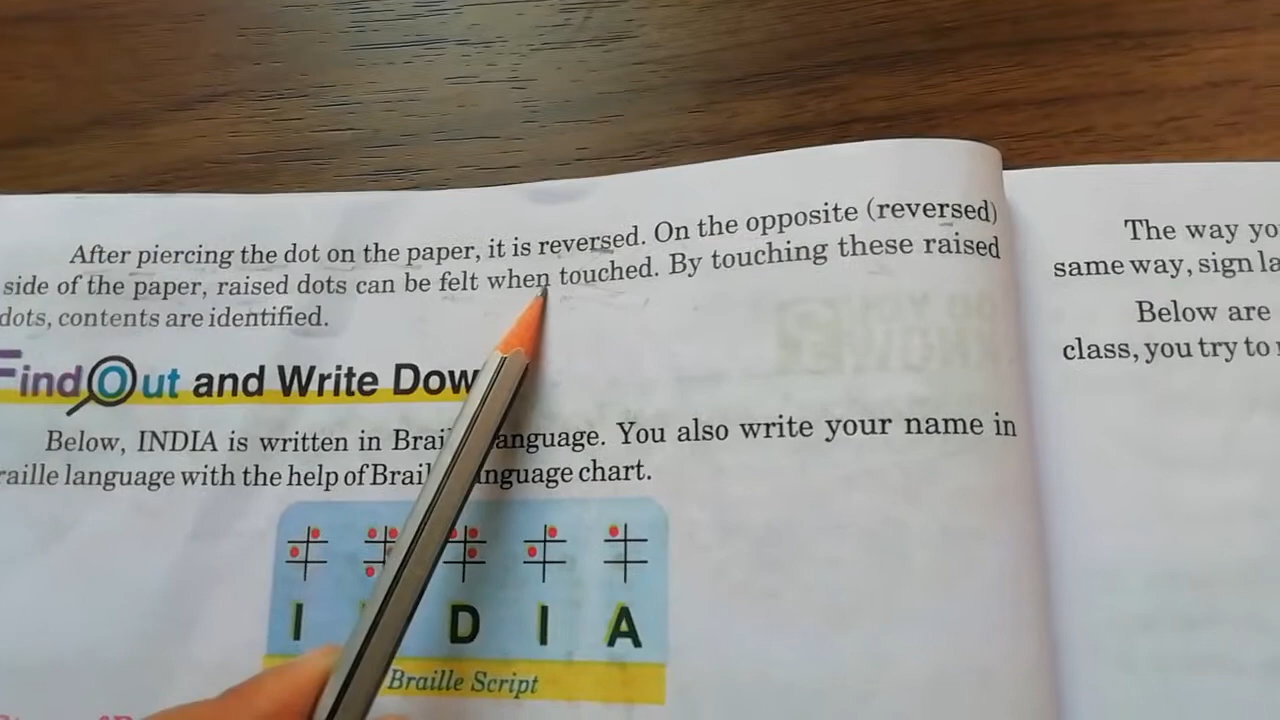 After piercing the dot on the paper, it is reversed. On the opposite (reversed)
side of the paper, raised dots can be felt when touched. By touching these raised
dots, contents are identified.
Find Out and Write Dow
Below, INDIA is written in Brai anguage. You also write your name in
raille language with the help of Brail nguage chart.
I D I A
Braille Script
The way yo
same way, sign la
Below are
class, you try to